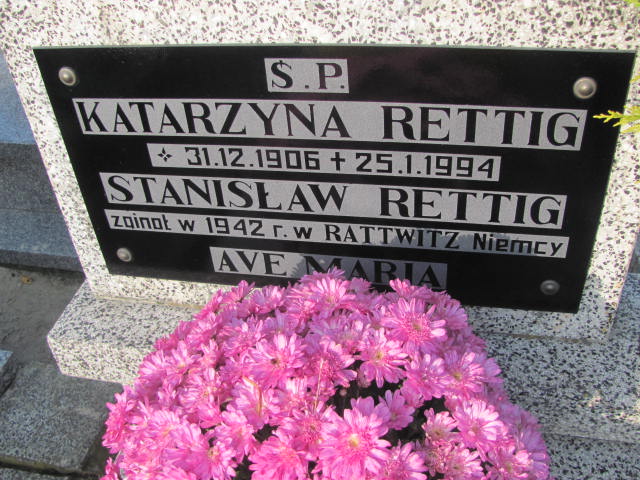 Ś.P.
KATARZYNA RETTIG
31.12.1906 + 25.1.1994
STANISŁAW RETTIG
zginął w 1942 r. w RATTWITZ Niemcy
AVE MARIA